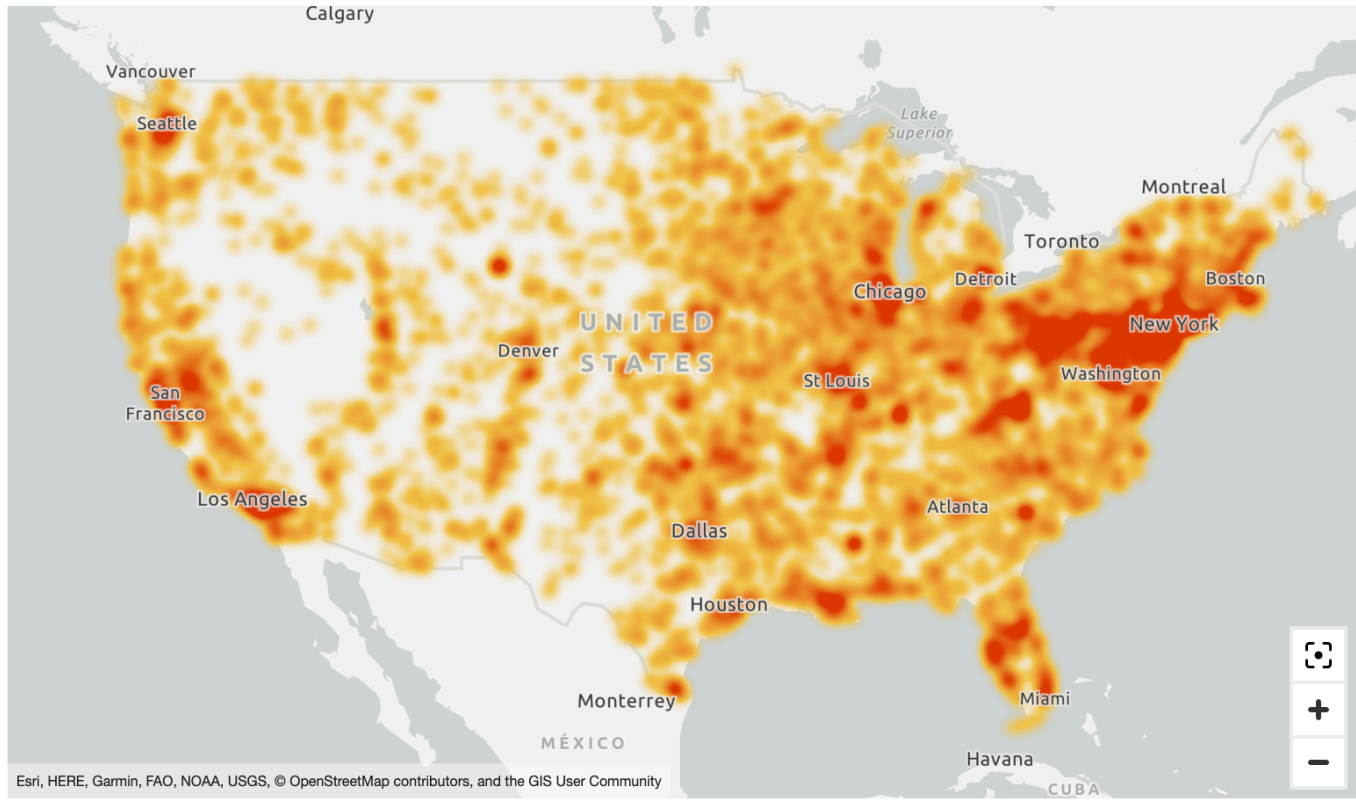 Calgary
Vancouver
Seattle
Lake
Superior
Montreal
Toronto
Boston
Detroit
Chicago
New York
UNITED
STATES
Denver
Washington
St Louis
San
Francisco
Los Angeles
Atlanta
Dallas
Houston
Miami
Monterrey
MÉXICO
Havana
CUBA
Esri, HERE, Garmin, FAO, NOAA, USGS, © OpenStreetMap contributors, and the GIS User Community
+
−